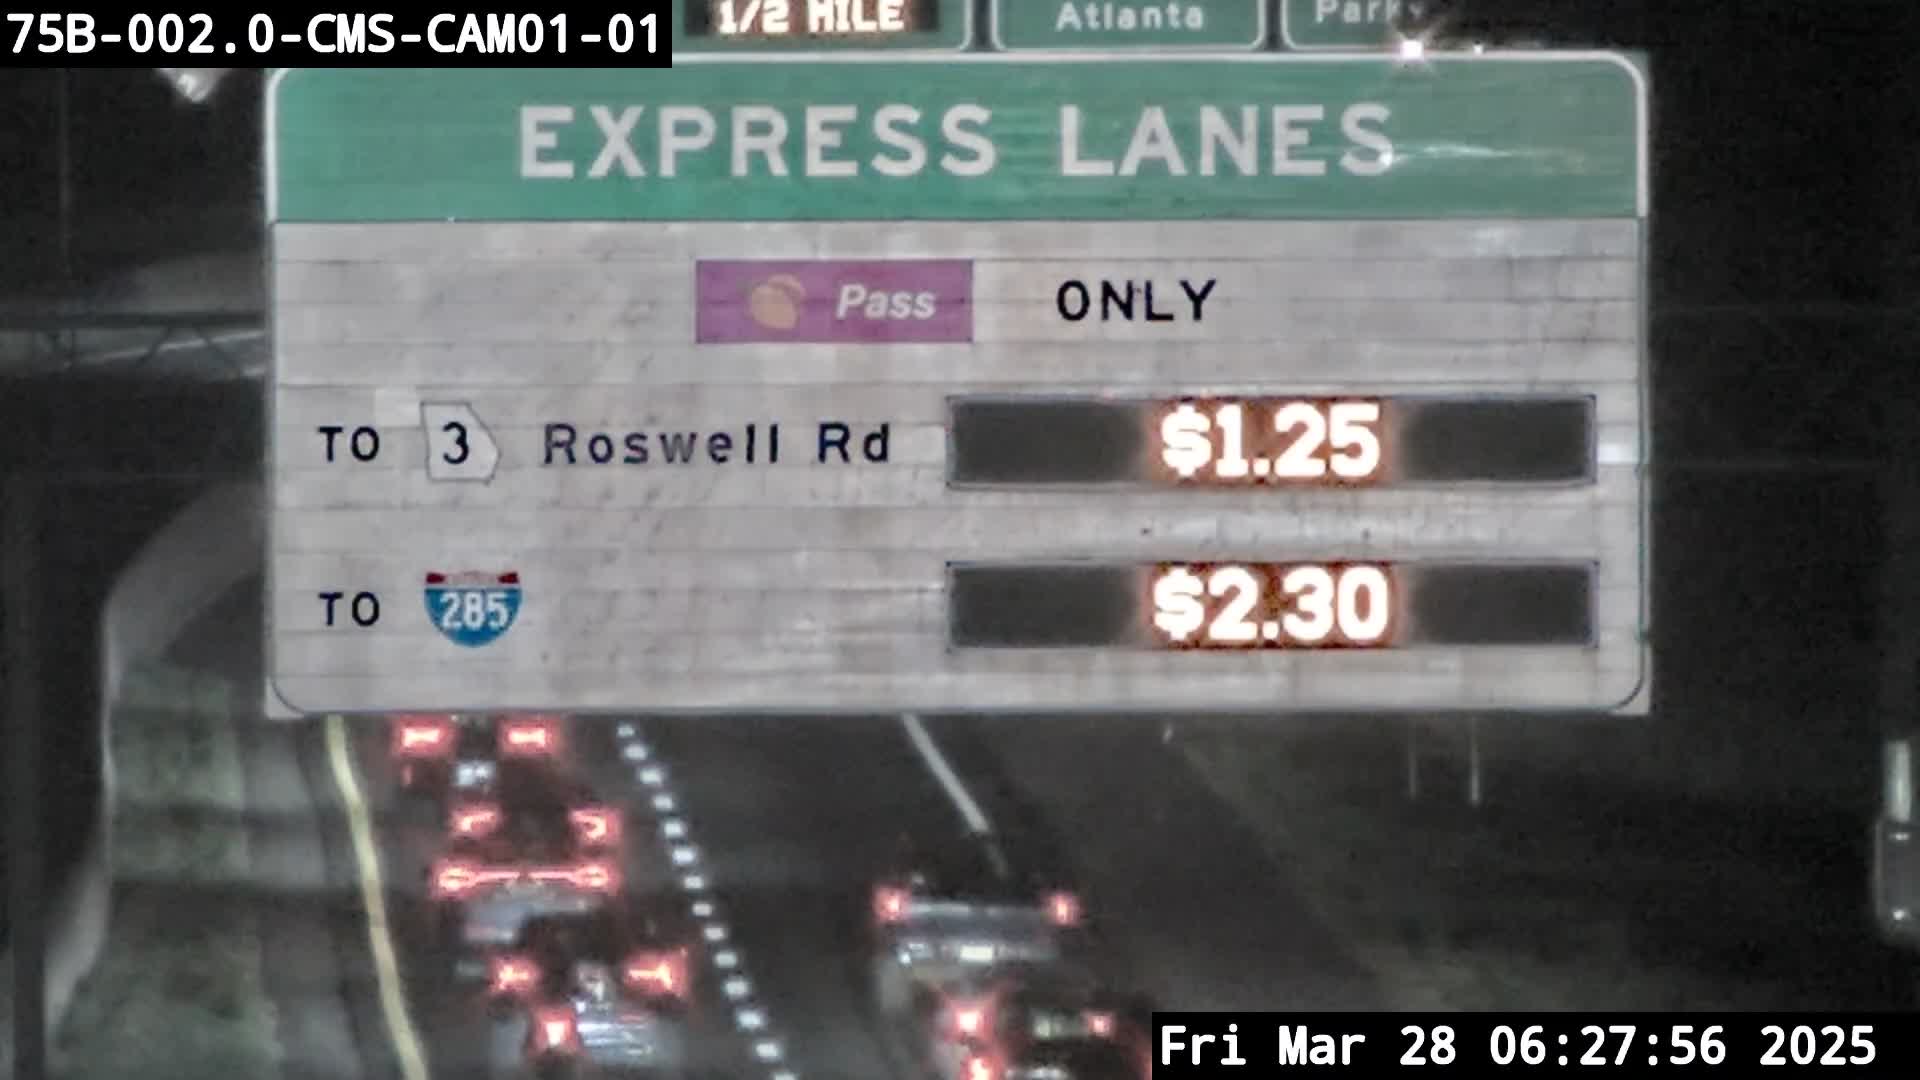 75B-002.0-CMS-CAM01-01
1/2 MILE
Atlanta
EXPRESS LANES
Pass ONLY
TO 3 Roswell Rd $1.25
TO 285 $2.30
Fri Mar 28 06:27:56 2025